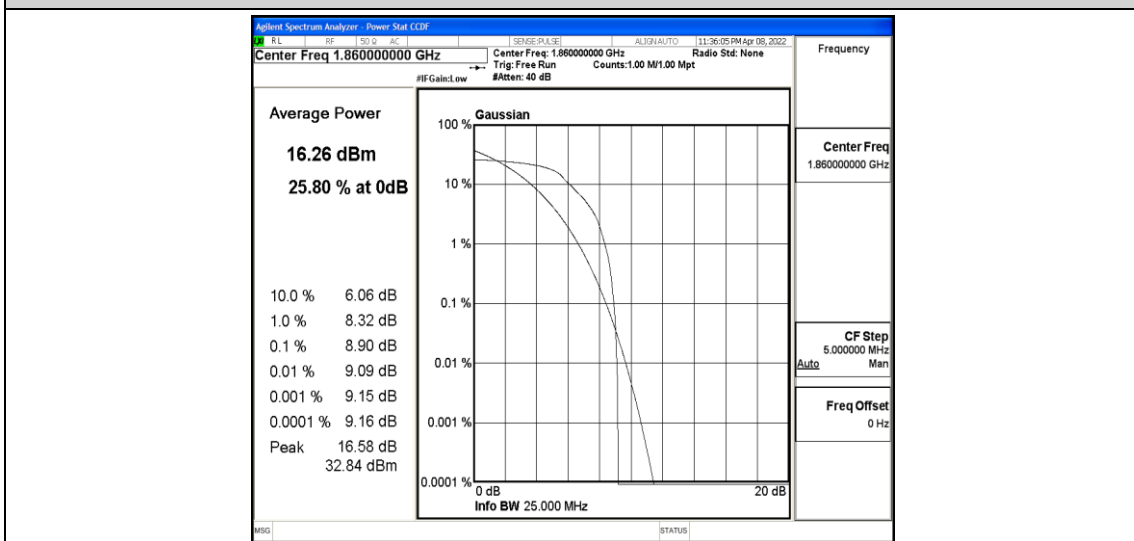 Agilent Spectrum Analyzer - Power Stat CCDF
RL RF 50 Ω AC SENSE:PULSE ALIGN AUTO 11:36:05 PM Apr 08, 2022
Center Freq 1.860000000 GHz
Center Freq: 1.860000000 GHz Radio Std: None
Trig: Free Run Counts:1.00 M/1.00 Mpt
#IFGain:Low #Atten: 40 dB
Frequency
Average Power
16.26 dBm
25.80 % at 0dB
10.0 % 6.06 dB
1.0 % 8.32 dB
0.1 % 8.90 dB
0.01 % 9.09 dB
0.001 % 9.15 dB
0.0001 % 9.16 dB
Peak 16.58 dB
32.84 dBm
Gaussian
100 %
10 %
1 %
0.1 %
0.01 %
0.001 %
0.0001 %
0 dB 20 dB
Info BW 25.000 MHz
Center Freq
1.860000000 GHz
CF Step
5.000000 MHz
Auto Man
Freq Offset
0 Hz
MSG STATUS